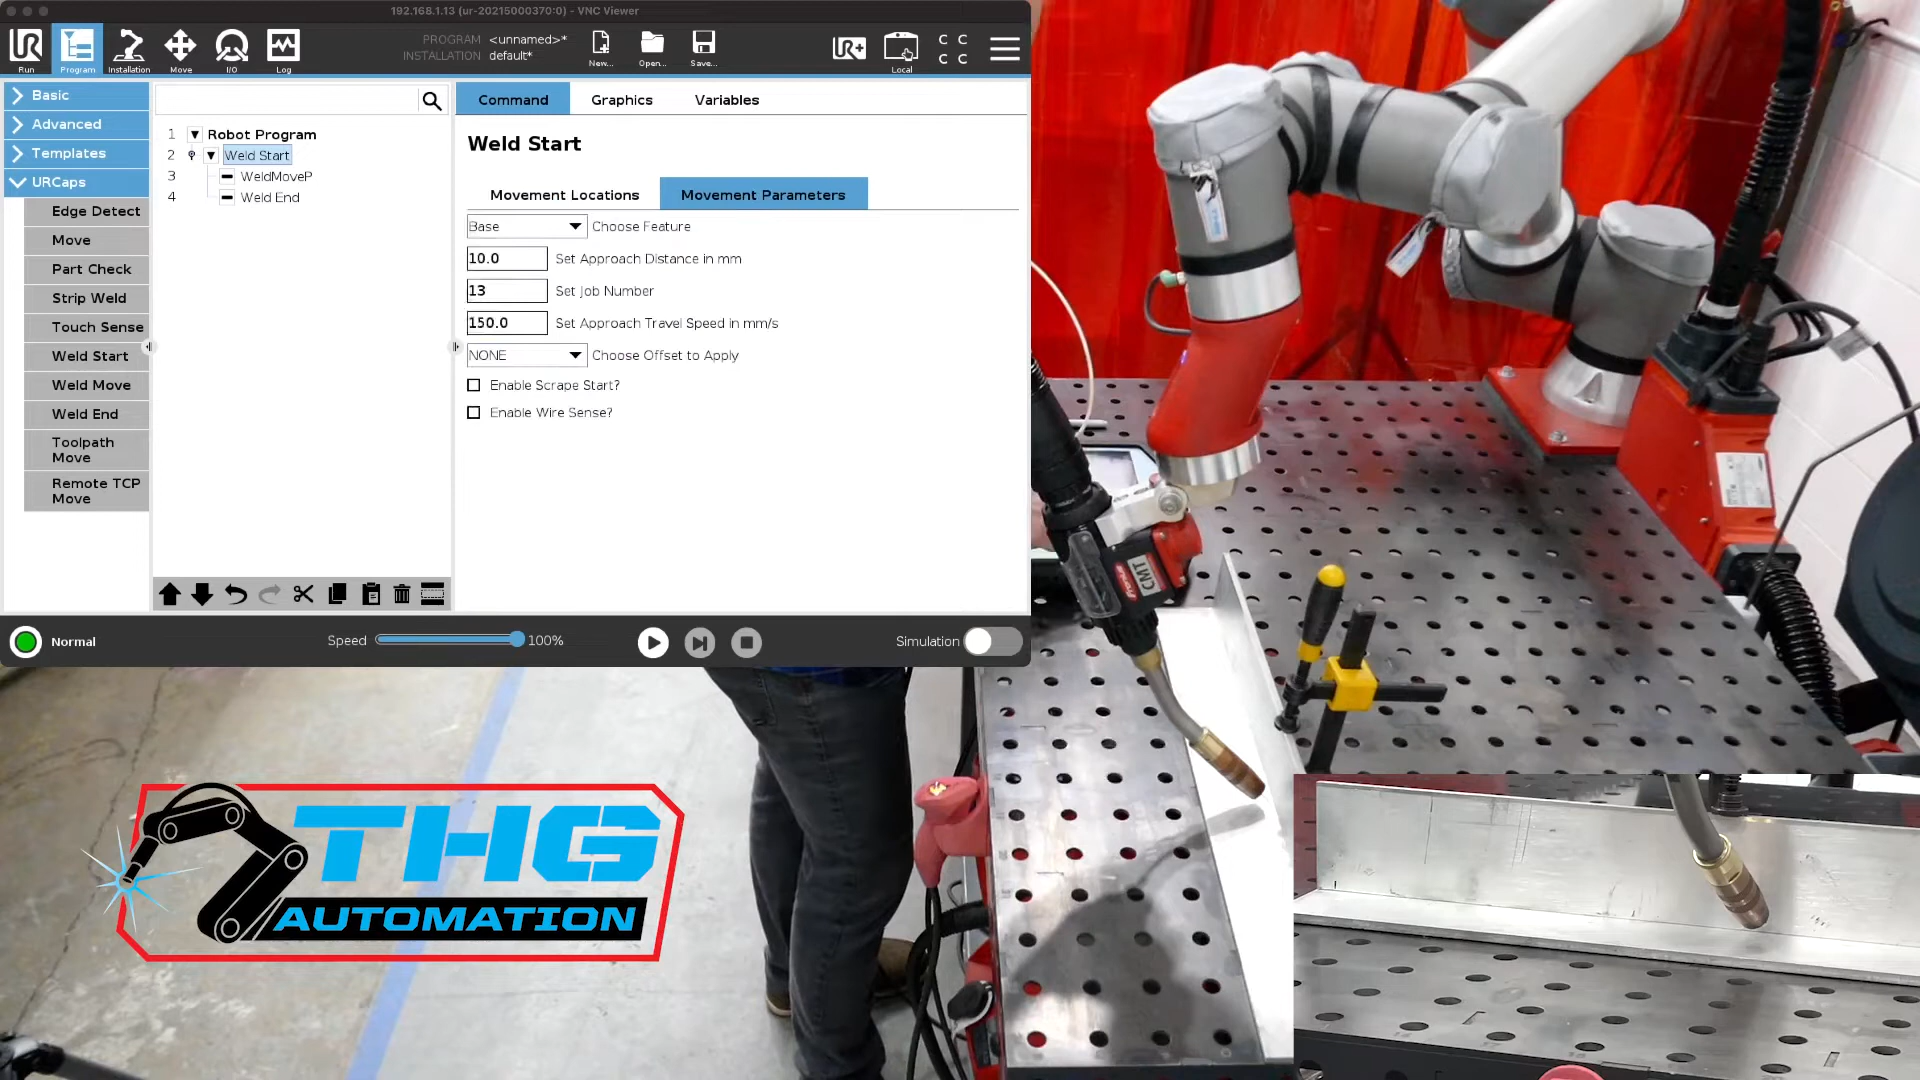 192.168.1.13 (ur-20215000370:0) - VNC Viewer
Run
Program
Installation
Move
I/O
Log
PROGRAM <unnamed>*
INSTALLATION default*
New...
Open...
Save...
UR+
Local
C C
C C
Basic
Advanced
Templates
URCaps
Edge Detect
Move
Part Check
Strip Weld
Touch Sense
Weld Start
Weld Move
Weld End
Toolpath
Move
Remote TCP
Move
1 Robot Program
2 Weld Start
3 WeldMoveP
4 Weld End
Command Graphics Variables
Weld Start
Movement Locations Movement Parameters
Base Choose Feature
10.0 Set Approach Distance in mm
13 Set Job Number
150.0 Set Approach Travel Speed in mm/s
NONE Choose Offset to Apply
Enable Scrape Start?
Enable Wire Sense?
Normal
Speed 100%
Simulation
Fronius
CMT
THG
AUTOMATION